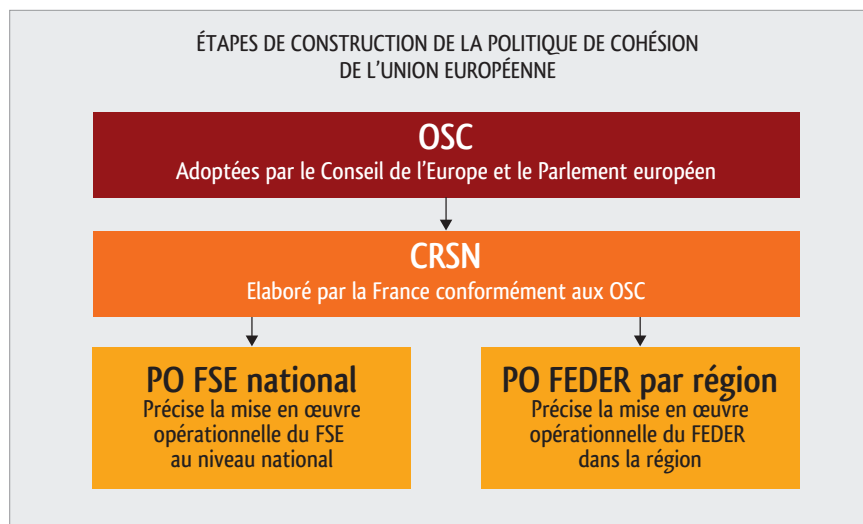 ÉTAPES DE CONSTRUCTION DE LA POLITIQUE DE COHÉSION
DE L'UNION EUROPÉENNE
OSC
Adoptées par le Conseil de l'Europe et le Parlement européen
CRSN
Elaboré par la France conformément aux OSC
PO FSE national
Précise la mise en œuvre
opérationnelle du FSE
au niveau national
PO FEDER par région
Précise la mise en œuvre
opérationnelle du FEDER
dans la région